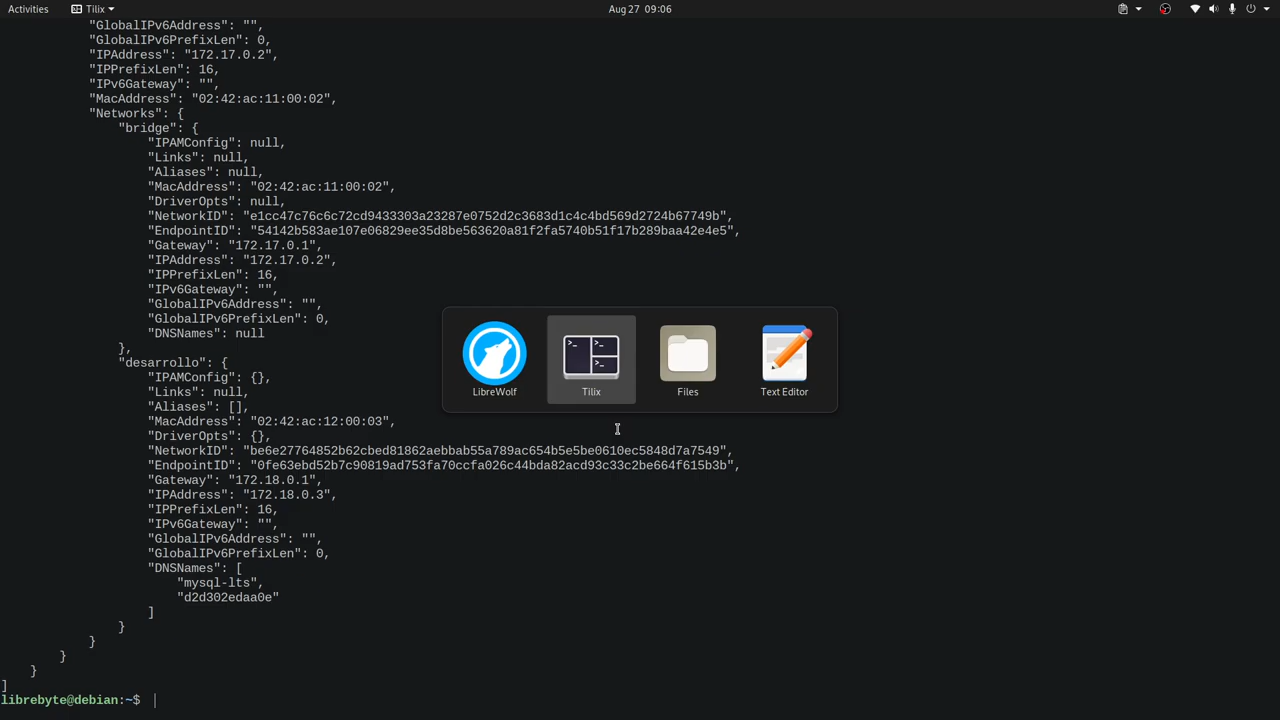 Activities
Tilix
Aug 27 09:06
"GlobalIPv6Address": "",
"GlobalIPv6PrefixLen": 0,
"IPAddress": "172.17.0.2",
"IPPrefixLen": 16,
"IPv6Gateway": "",
"MacAddress": "02:42:ac:11:00:02",
"Networks": {
"bridge": {
"IPAMConfig": null,
"Links": null,
"Aliases": null,
"MacAddress": "02:42:ac:11:00:02",
"DriverOpts": null,
"NetworkID": "e1cc47c76c6c72cd9433303a23287e0752d2c3683d1c4c4bd569d2724b67749b",
"EndpointID": "54142b583ae107e06829ee35d8be563620a81f2fa5740b51f17b289baa42e4e5",
"Gateway": "172.17.0.1",
"IPAddress": "172.17.0.2",
"IPPrefixLen": 16,
"IPv6Gateway": "",
"GlobalIPv6Address": "",
"GlobalIPv6PrefixLen": 0,
"DNSNames": null
},
"desarrollo": {
"IPAMConfig": {},
"Links": null,
"Aliases": [],
"MacAddress": "02:42:ac:12:00:03",
"DriverOpts": {},
"NetworkID": "be6e27764852b62cbed81862aebbab55a789ac654b5e5be0610ec5848d7a7549",
"EndpointID": "0fe63ebd52b7c90819ad753fa70ccfa026c44bda82acd93c33c2be664f615b3b",
"Gateway": "172.18.0.1",
"IPAddress": "172.18.0.3",
"IPPrefixLen": 16,
"IPv6Gateway": "",
"GlobalIPv6Address": "",
"GlobalIPv6PrefixLen": 0,
"DNSNames": [
"mysql-lts",
"d2d302edaa0e"
]
}
}
}
}
]
librebyte@debian:~$
LibreWolf
Tilix
Files
Text Editor